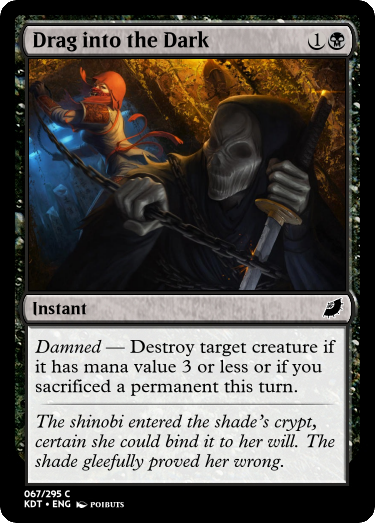 Drag into the Dark 1
Instant
Damned — Destroy target creature if
it has mana value 3 or less or if you
sacrificed a permanent this turn.
The shinobi entered the shade's crypt,
certain she could bind it to her will. The
shade gleefully proved her wrong.
067/295 C
KDT • ENG POIBUTS